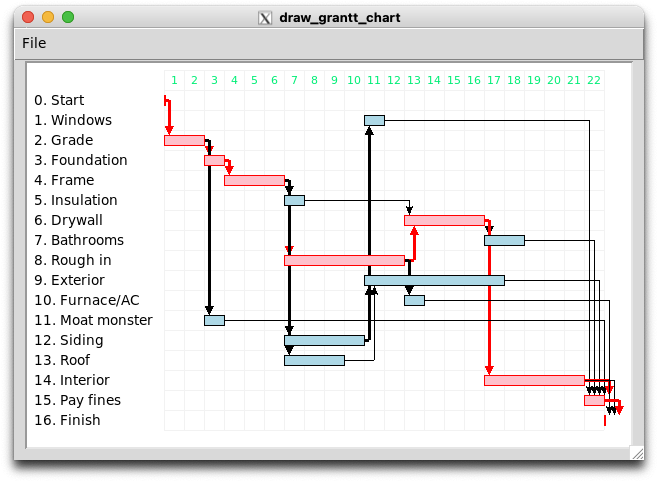 draw_grantt_chart
File
1 2 3 4 5 6 7 8 9 10 11 12 13 14 15 16 17 18 19 20 21 22
0. Start
1. Windows
2. Grade
3. Foundation
4. Frame
5. Insulation
6. Drywall
7. Bathrooms
8. Rough in
9. Exterior
10. Furnace/AC
11. Moat monster
12. Siding
13. Roof
14. Interior
15. Pay fines
16. Finish